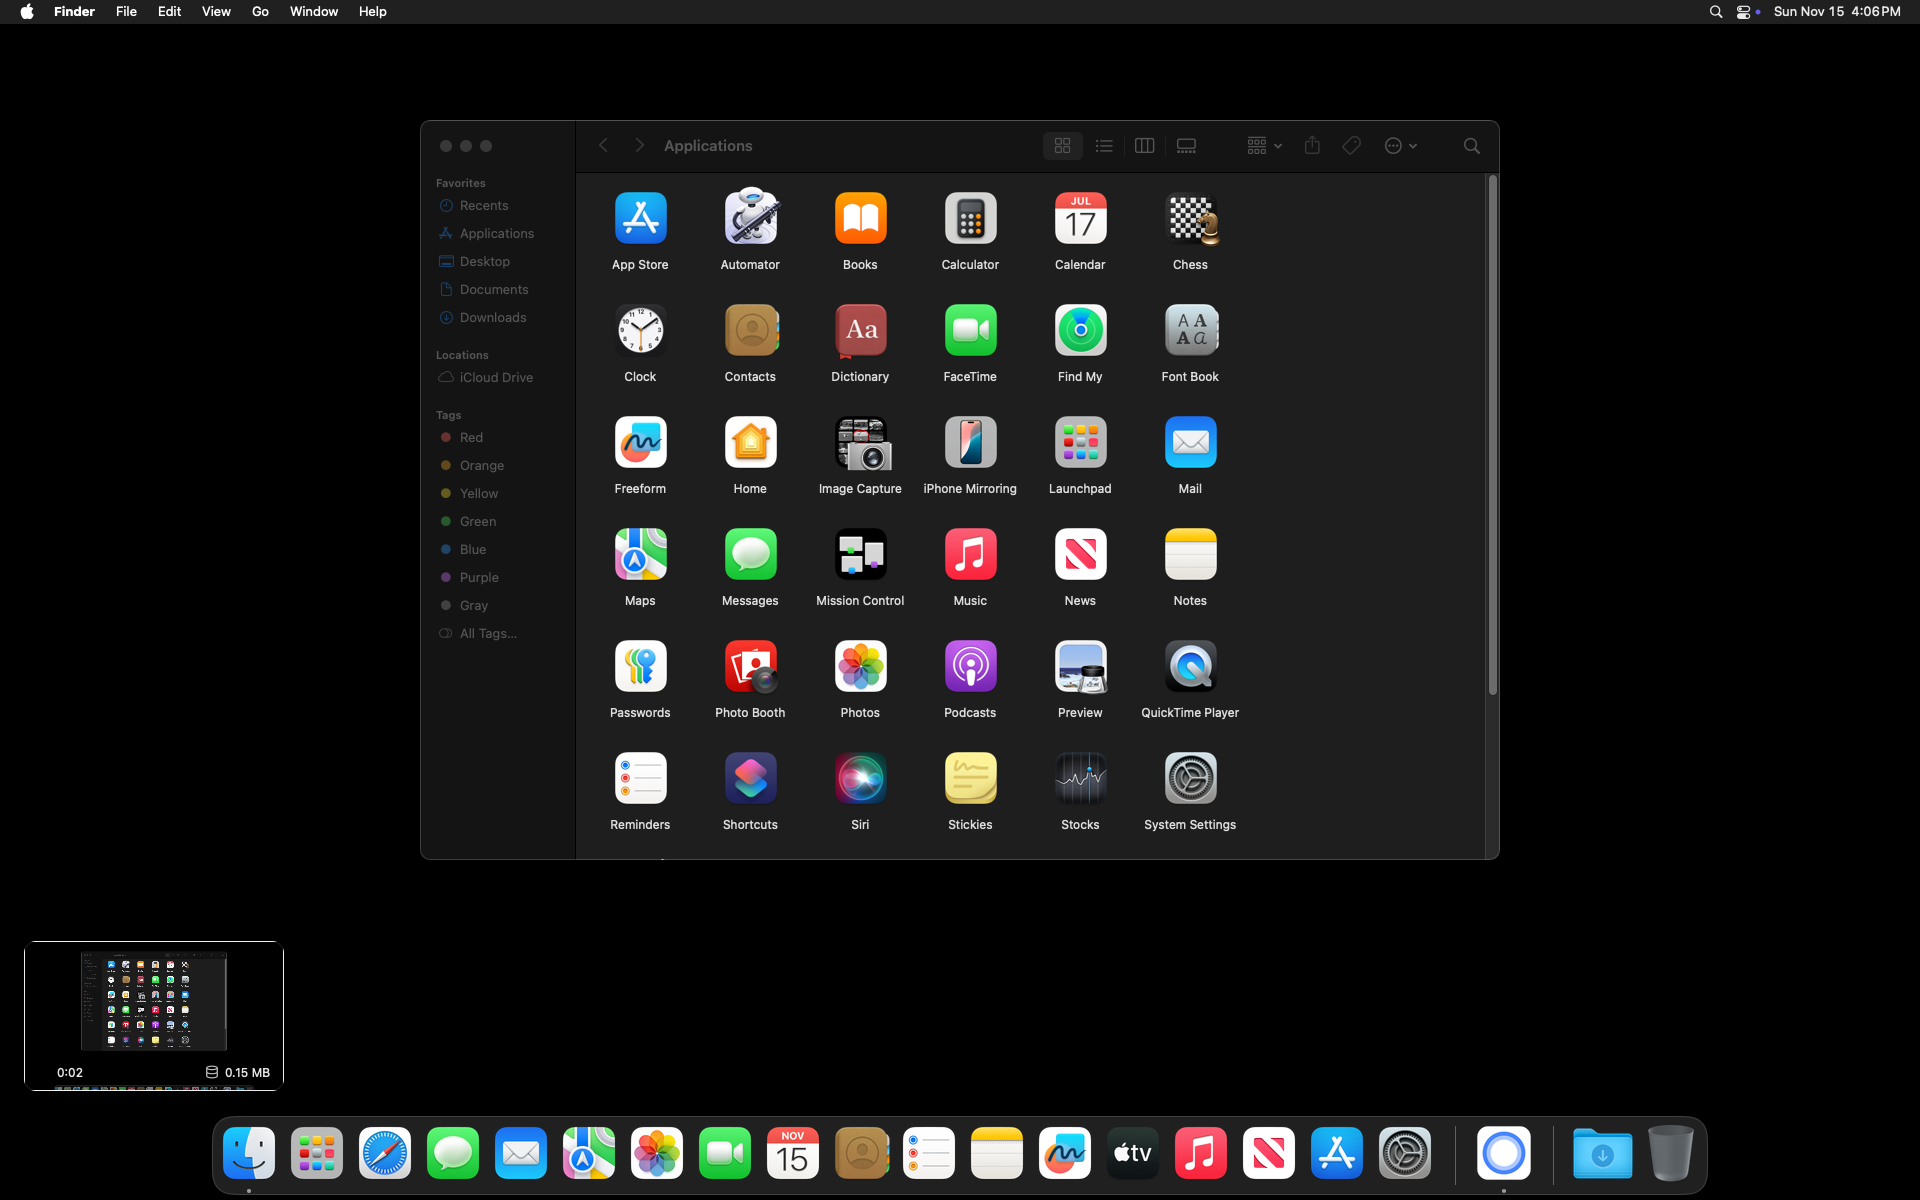 Finder File Edit View Go Window Help
Sun Nov 15 4:06 PM
Applications
Favorites
Recents
Applications
Desktop
Documents
Downloads
Locations
iCloud Drive
Tags
Red
Orange
Yellow
Green
Blue
Purple
Gray
All Tags...
JUL
17
App Store Automator Books Calculator Calendar Chess
Aa
A A
A a
Clock Contacts Dictionary FaceTime Find My Font Book
Freeform Home Image Capture iPhone Mirroring Launchpad Mail
Maps Messages Mission Control Music News Notes
Passwords Photo Booth Photos Podcasts Preview QuickTime Player
Reminders Shortcuts Siri Stickies Stocks System Settings
0:02 0.15 MB
NOV
15
tv